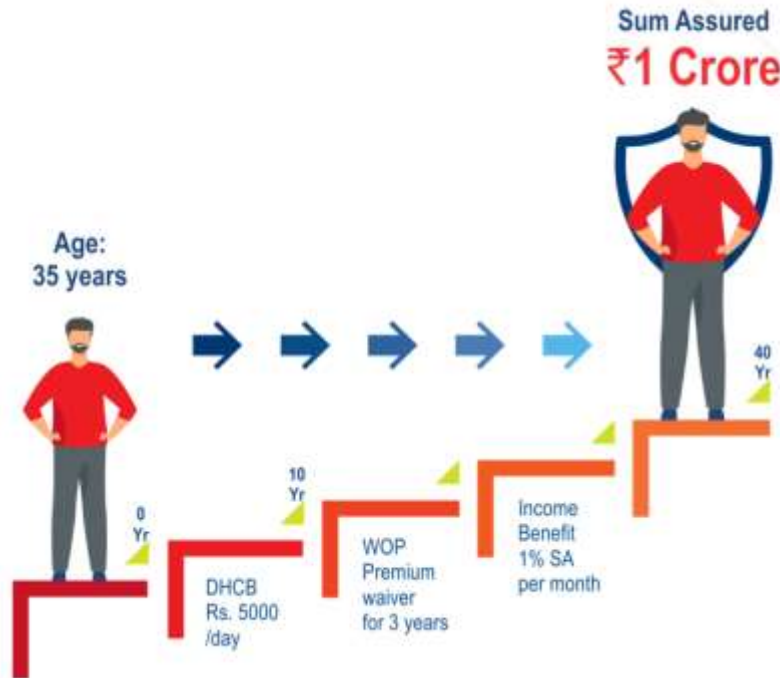 Sum Assured
₹1 Crore
Age:
35 years
0
Yr
DHCB
Rs. 5000
/day
10
Yr
WOP
Premium
waiver
for 3 years
Income
Benefit
1% SA
per month
40
Yr